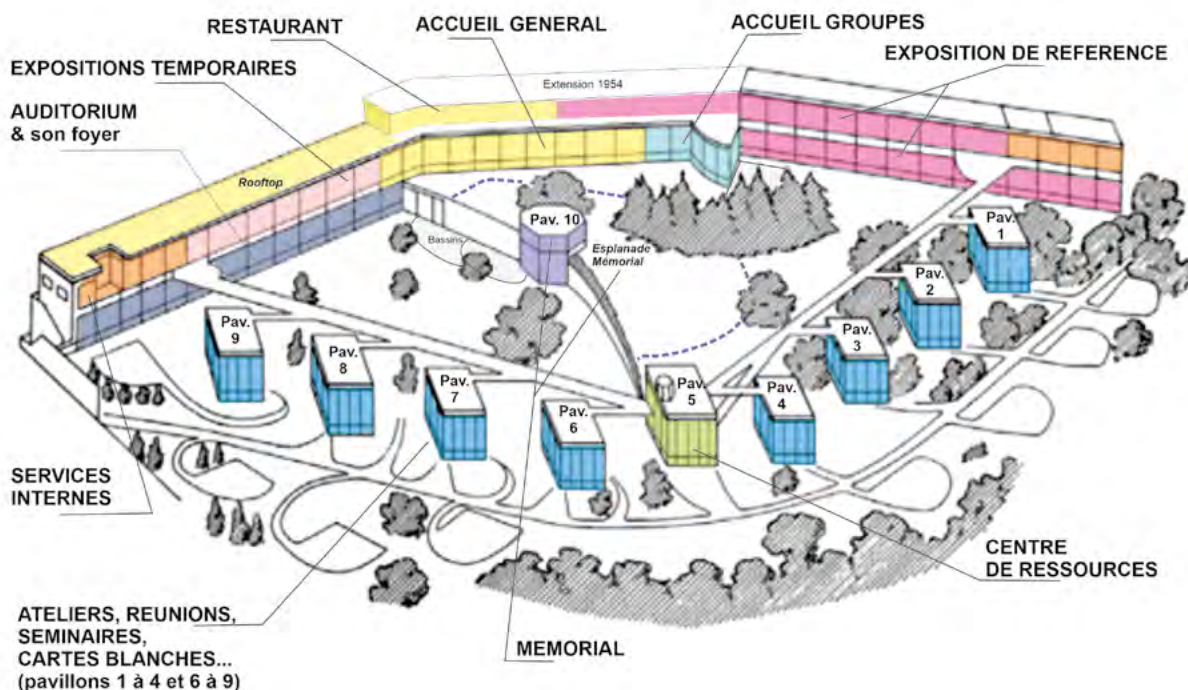 RESTAURANT
ACCUEIL GENERAL
ACCUEIL GROUPES
EXPOSITION DE REFERENCE
EXPOSITIONS TEMPORAIRES
AUDITORIUM
& son foyer
Extension 1954
Rooftop
Pav. 10
Bassins
Esplanade
Mémorial
Pav.
1
Pav.
2
Pav.
3
Pav.
4
Pav.
5
Pav.
6
Pav.
7
Pav.
8
Pav.
9
SERVICES
INTERNES
CENTRE
DE RESSOURCES
ATELIERS, REUNIONS,
SEMINAIRES,
CARTES BLANCHES...
(pavillons 1 à 4 et 6 à 9)
MEMORIAL